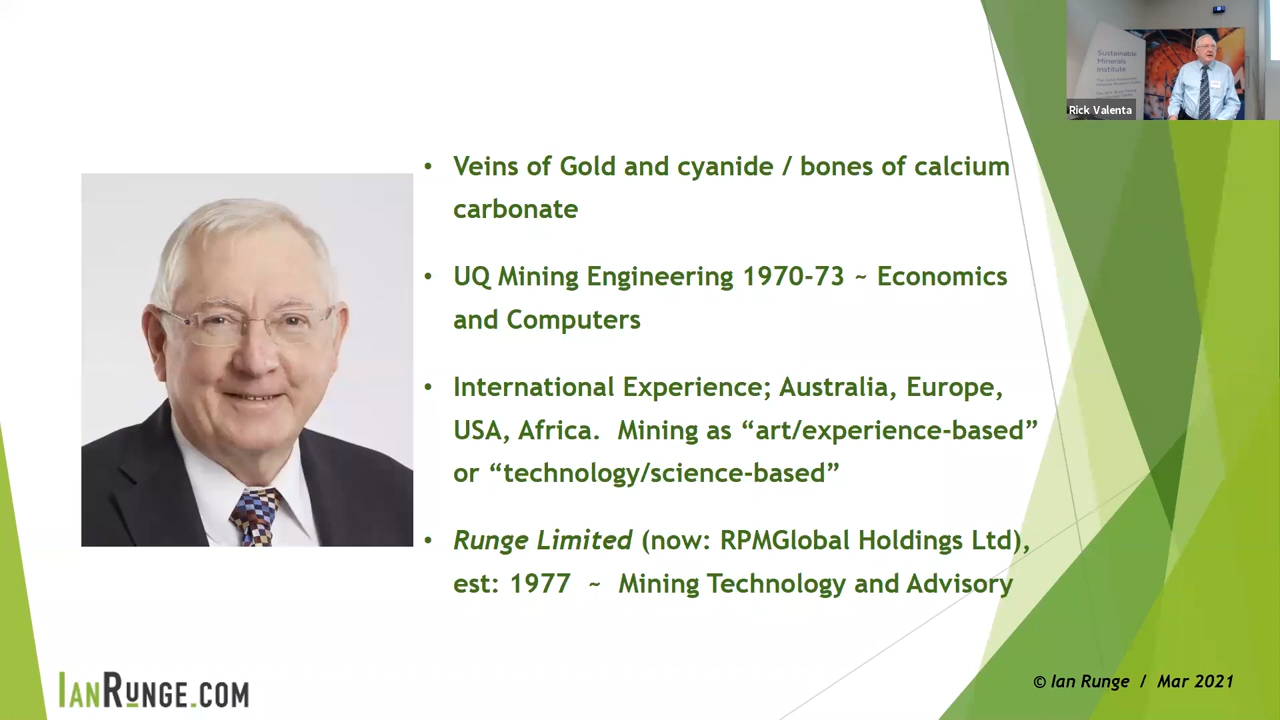 Sustainable
Minerals
Institute
Rick Valenta
• Veins of Gold and cyanide / bones of calcium
carbonate
• UQ Mining Engineering 1970-73 ~ Economics
and Computers
• International Experience; Australia, Europe,
USA, Africa. Mining as “art/experience-based”
or “technology/science-based”
• Runge Limited (now: RPMGlobal Holdings Ltd),
est: 1977 ~ Mining Technology and Advisory
IANRUNGE.COM
© Ian Runge / Mar 2021